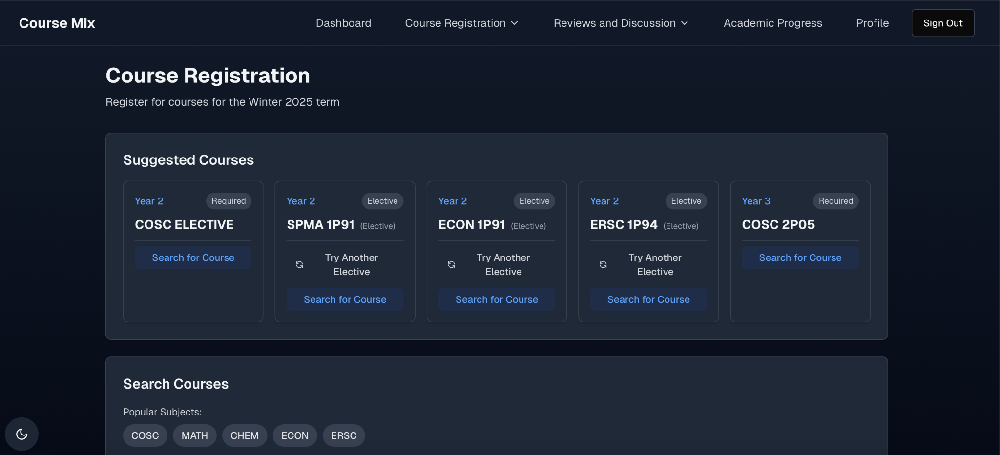 Course Mix
Dashboard
Course Registration
Reviews and Discussion
Academic Progress
Profile
Sign Out
Course Registration
Register for courses for the Winter 2025 term
Suggested Courses
Year 2
Required
COSC ELECTIVE
Search for Course
Year 2
Elective
SPMA 1P91 (Elective)
Try Another
Elective
Search for Course
Year 2
Elective
ECON 1P91 (Elective)
Try Another
Elective
Search for Course
Year 2
Elective
ERSC 1P94 (Elective)
Try Another
Elective
Search for Course
Year 3
Required
COSC 2P05
Search for Course
Search Courses
Popular Subjects:
COSC
MATH
CHEM
ECON
ERSC